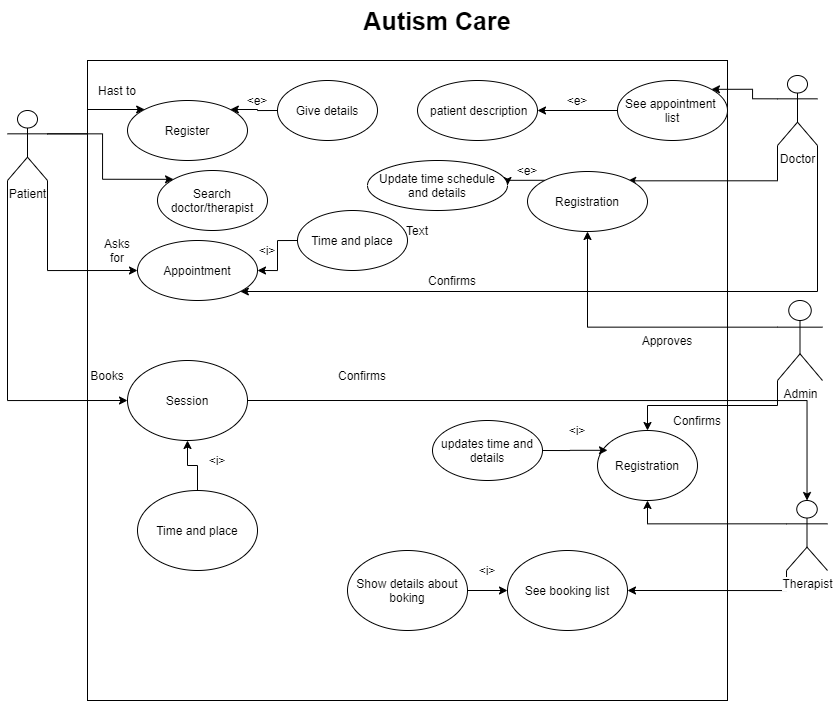 Autism Care
Hast to
<e>
Give details
Register
patient description
<e>
See appointment
list
Doctor
Patient
Search
doctor/therapist
Update time schedule
and details
<e>
Registration
Asks
for
Appointment
<i>
Time and place
Text
Confirms
Approves
Admin
Books
Session
Confirms
Confirms
updates time and
details
<i>
Registration
<i>
Time and place
Show details about
boking
<i>
See booking list
Therapist